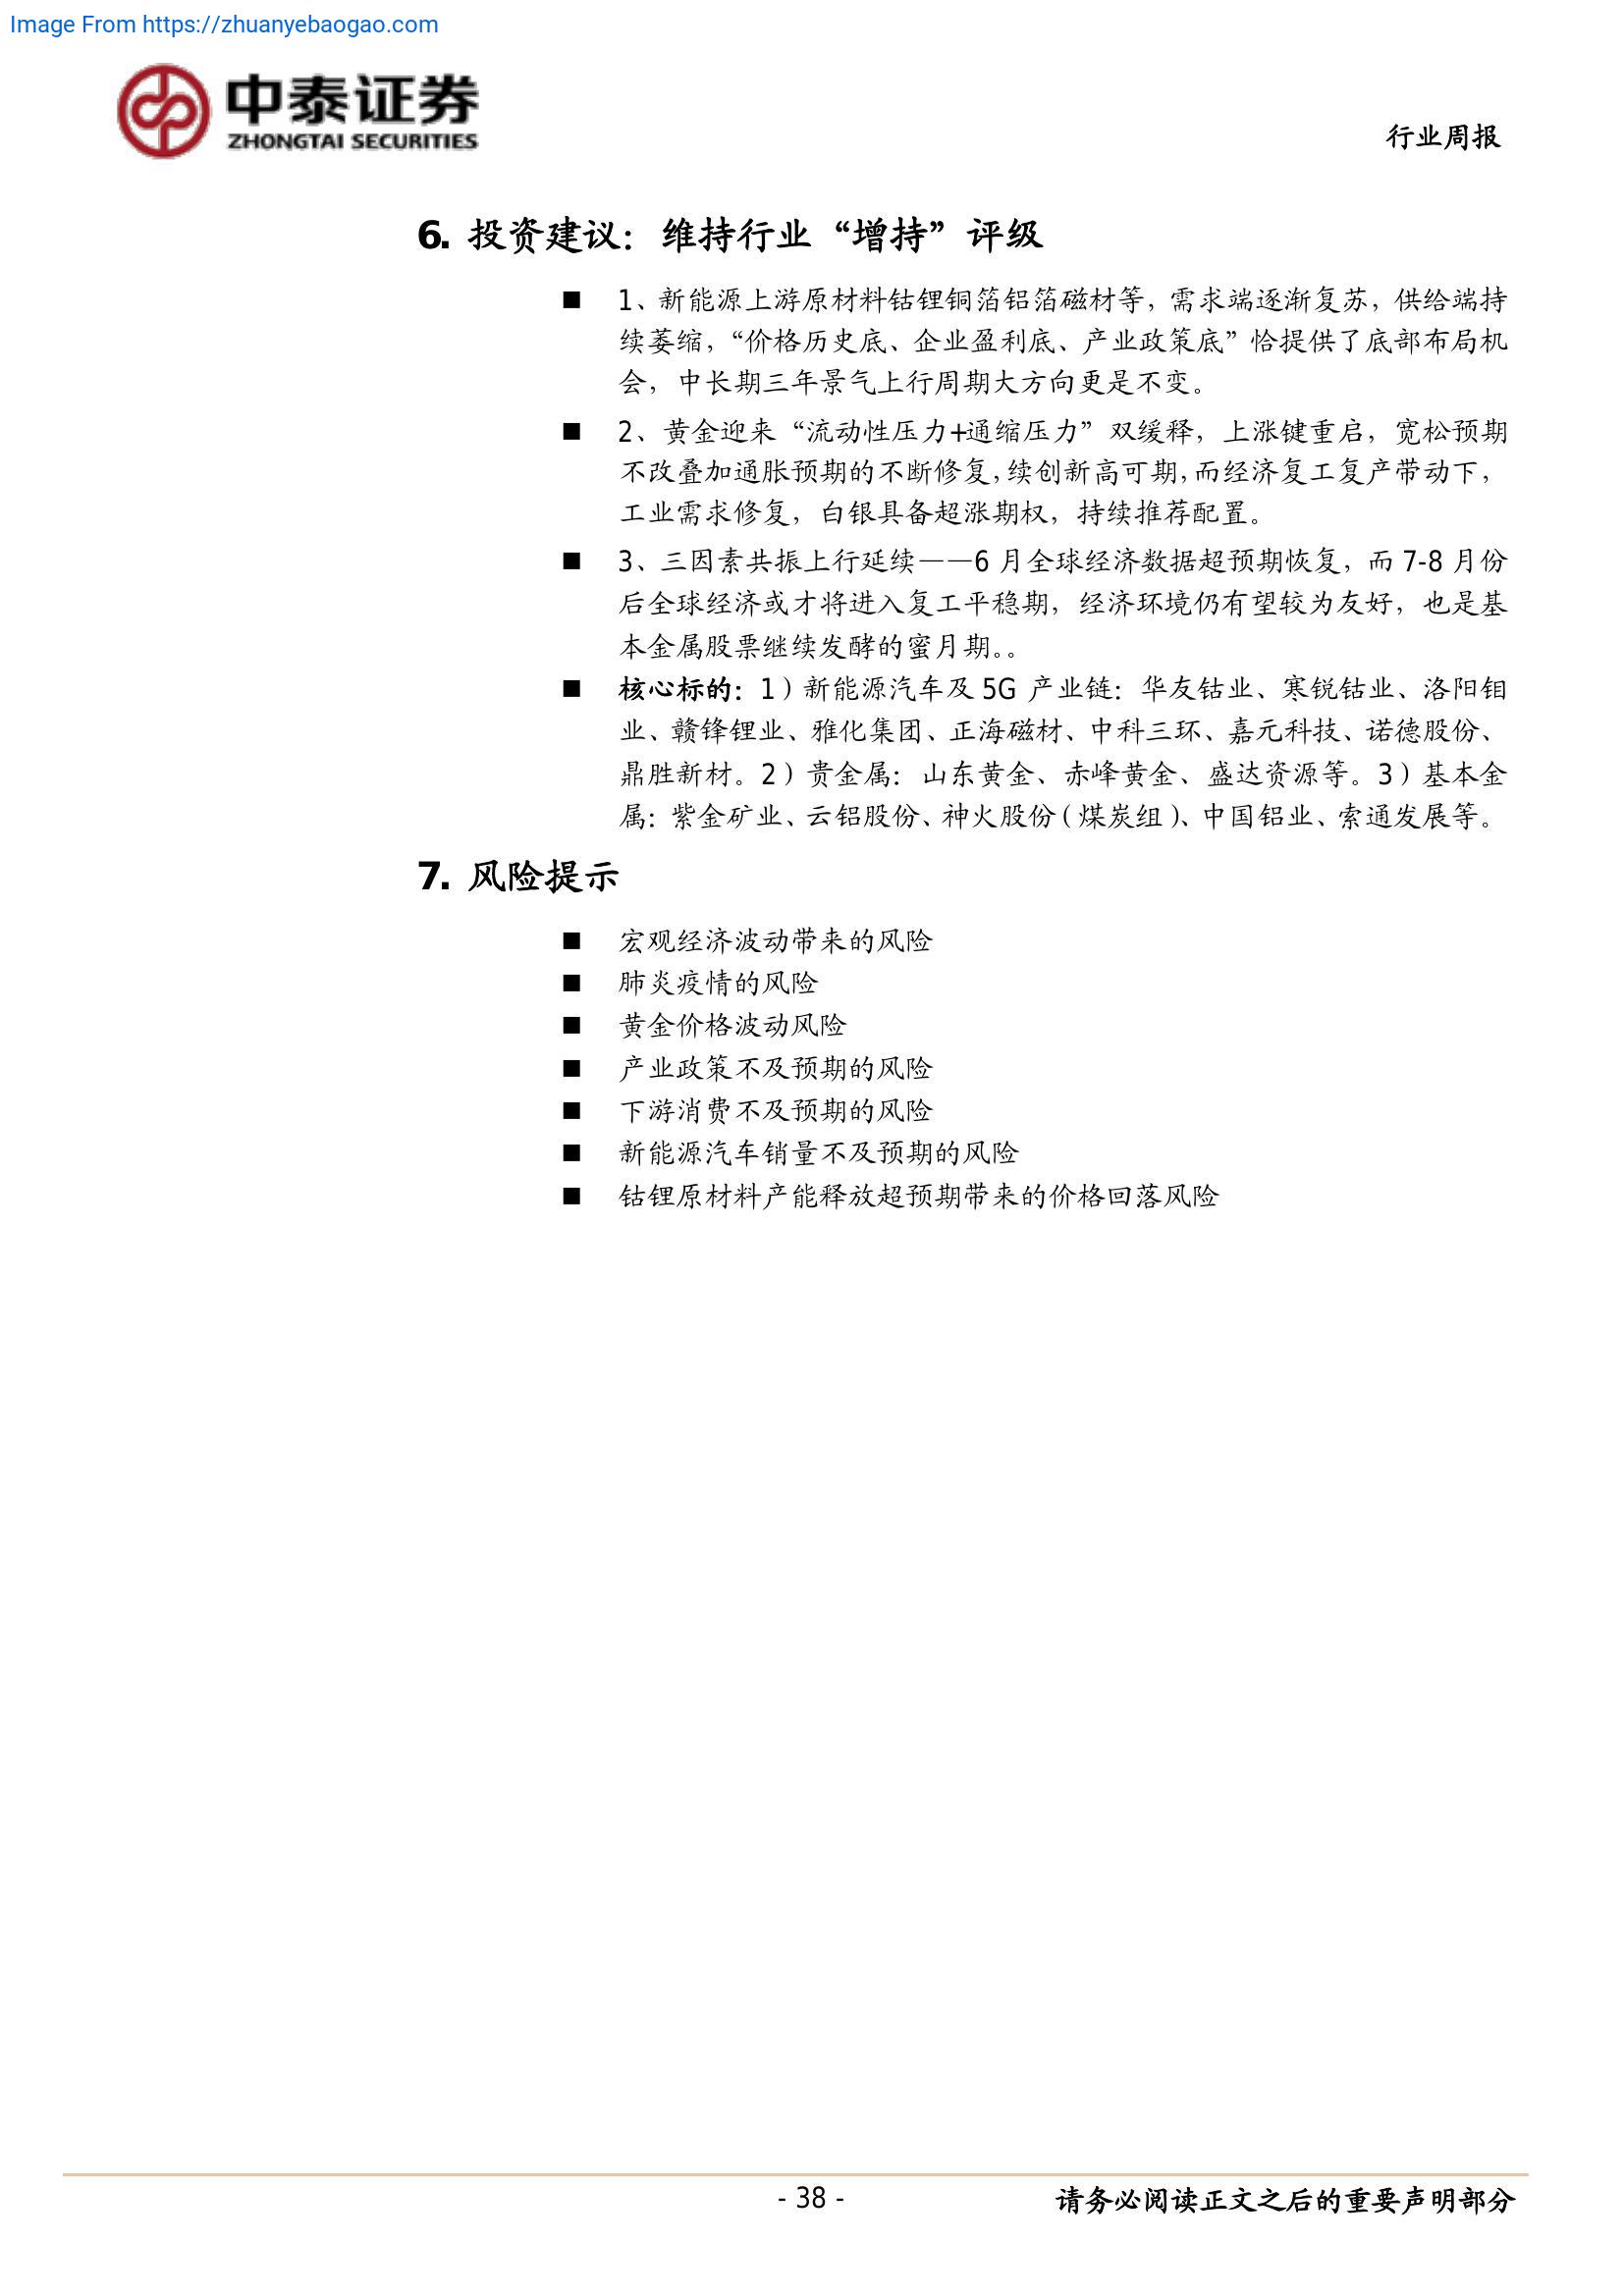 Image From https://zhuanyebaogao.com
中泰证券
ZHONGTAI SECURITIES
行业周报
6. 投资建议：维持行业“增持”评级
■ 1、新能源上游原材料钴锂铜箔铝箔磁材等，需求端逐渐复苏，供给端持
续萎缩，“价格历史底、企业盈利底、产业政策底”恰提供了底部布局机
会，中长期三年景气上行周期大方向更是不变。
■ 2、黄金迎来“流动性压力+通缩压力”双缓释，上涨键重启，宽松预期
不改叠加通胀预期的不断修复，续创新高可期，而经济复工复产带动下，
工业需求修复，白银具备超涨期权，持续推荐配置。
■ 3、三因素共振上行延续——6 月全球经济数据超预期恢复，而 7-8 月份
后全球经济或才将进入复工平稳期，经济环境仍有望较为友好，也是基
本金属股票继续发酵的蜜月期。。
■ 核心标的：1）新能源汽车及 5G 产业链：华友钴业、寒锐钴业、洛阳钼
业、赣锋锂业、雅化集团、正海磁材、中科三环、嘉元科技、诺德股份、
鼎胜新材。2）贵金属：山东黄金、赤峰黄金、盛达资源等。3）基本金
属：紫金矿业、云铝股份、神火股份（煤炭组）、中国铝业、索通发展等。
7. 风险提示
■ 宏观经济波动带来的风险
■ 肺炎疫情的风险
■ 黄金价格波动风险
■ 产业政策不及预期的风险
■ 下游消费不及预期的风险
■ 新能源汽车销量不及预期的风险
■ 钴锂原材料产能释放超预期带来的价格回落风险
- 38 -
请务必阅读正文之后的重要声明部分